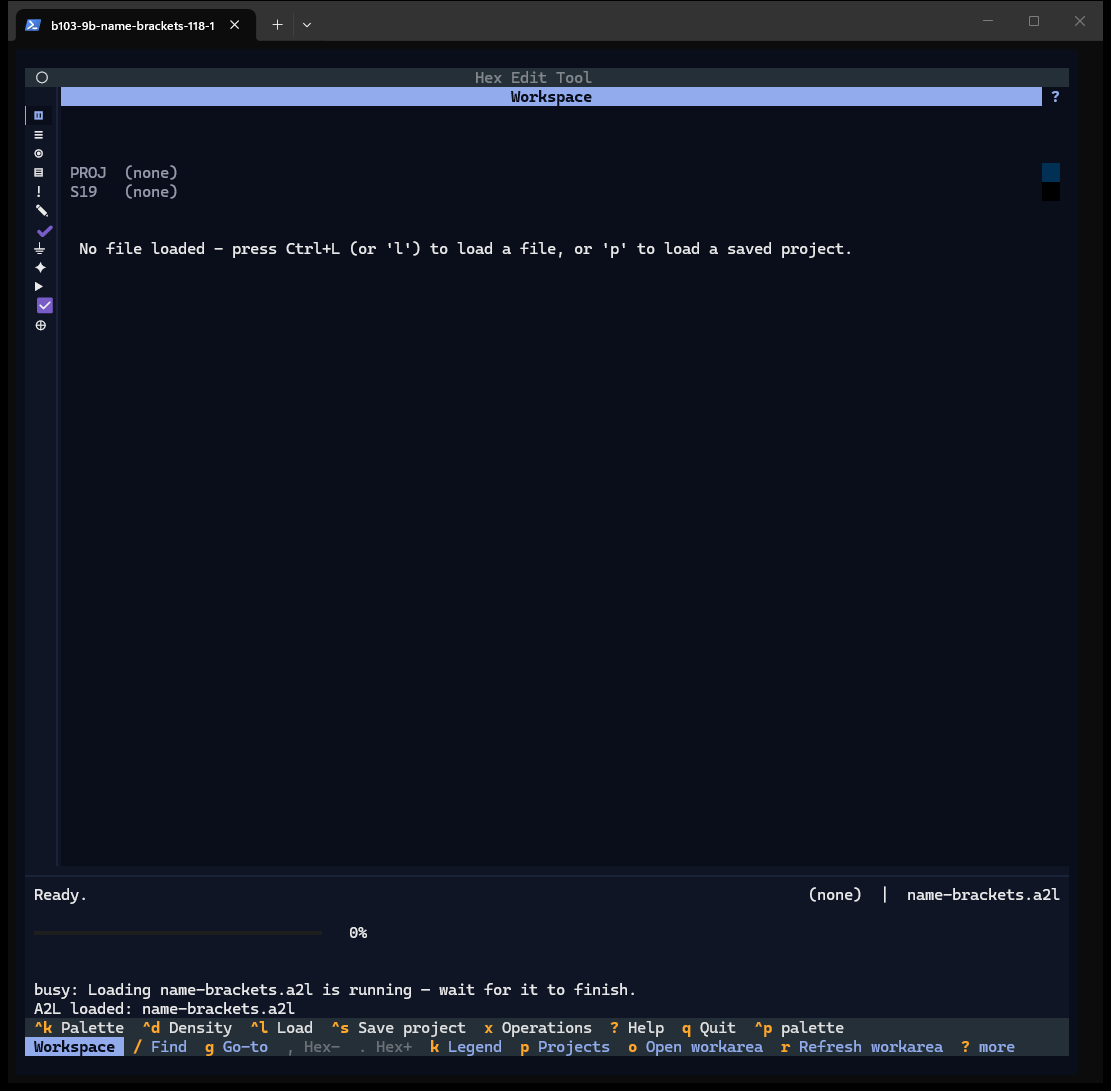 b103-9b-name-brackets-118-1
Hex Edit Tool
Workspace ?
PROJ (none)
S19 (none)
No file loaded - press Ctrl+L (or 'l') to load a file, or 'p' to load a saved project.
Ready. (none) | name-brackets.a2l
0%
busy: Loading name-brackets.a2l is running - wait for it to finish.
A2L loaded: name-brackets.a2l
^k Palette ^d Density ^l Load ^s Save project x Operations ? Help q Quit ^p palette
Workspace / Find g Go-to , Hex- . Hex+ k Legend p Projects o Open workarea r Refresh workarea ? more